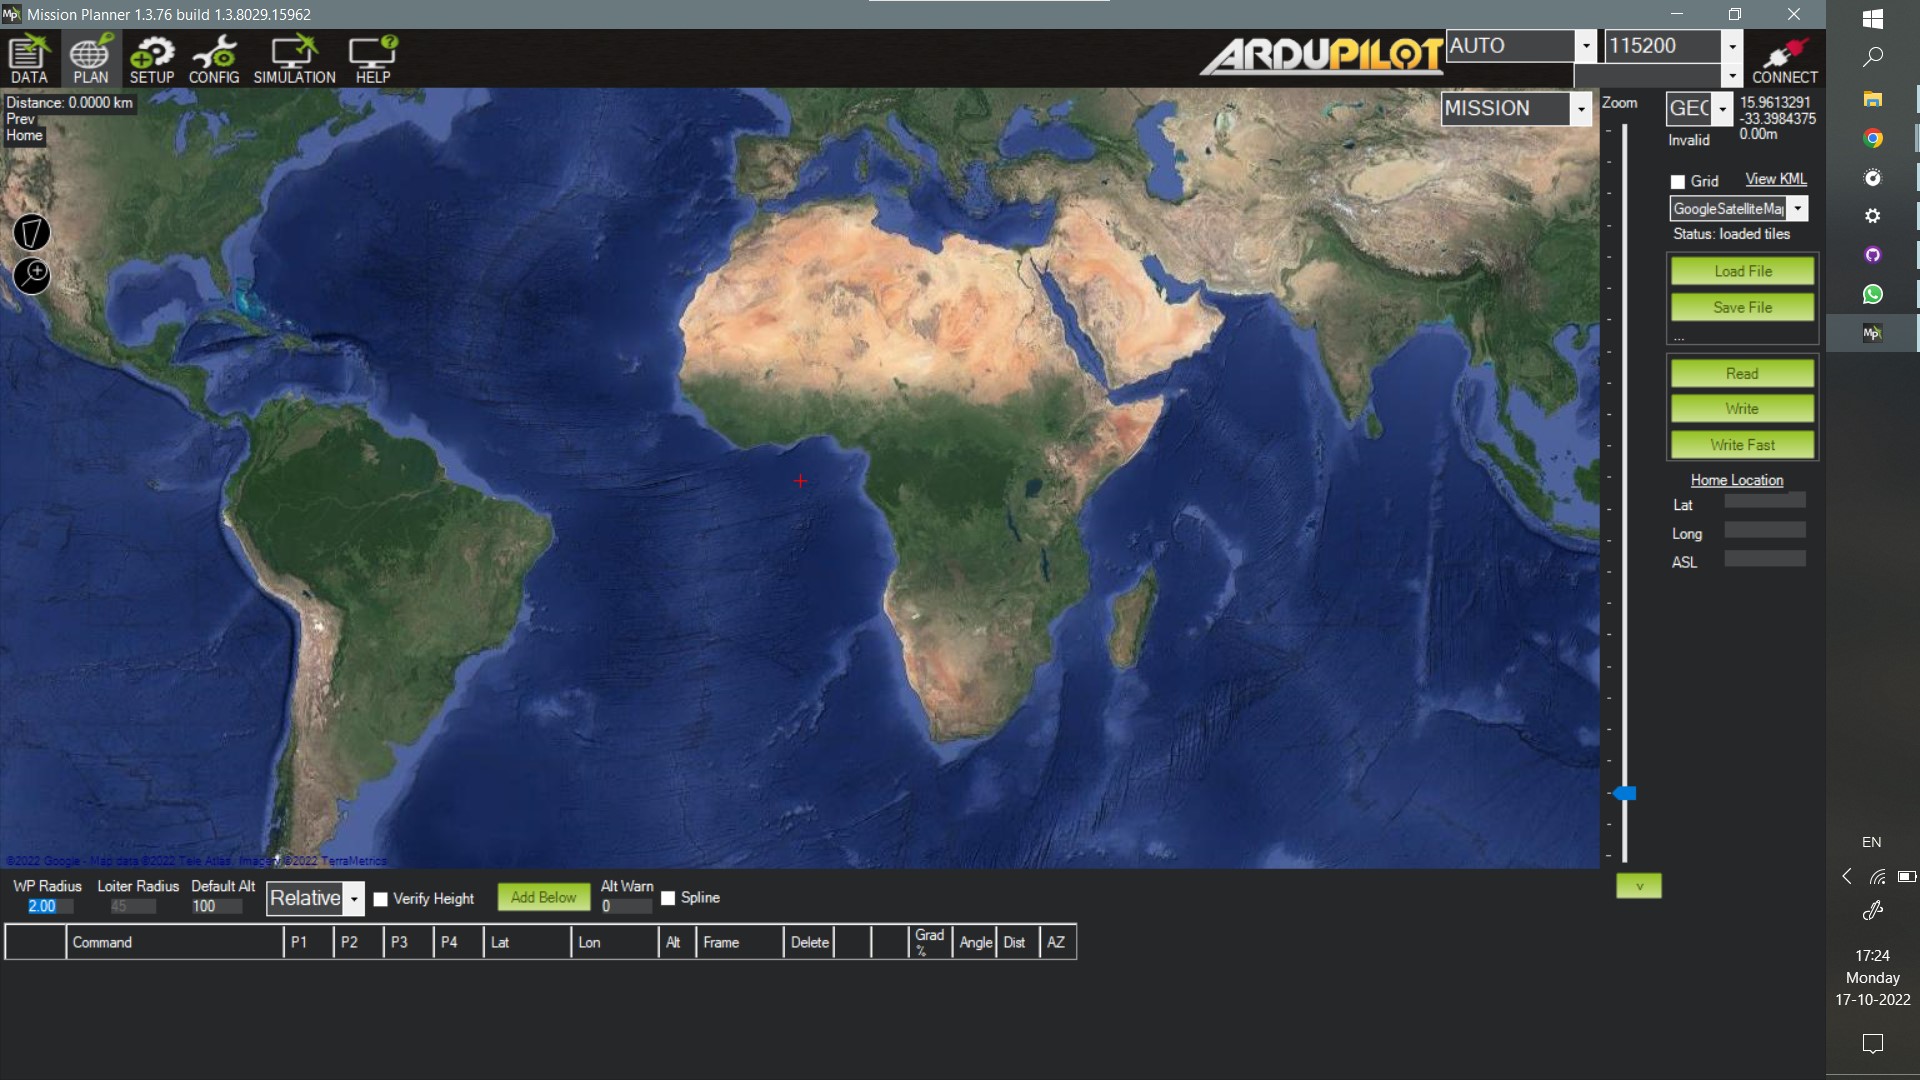 Mission Planner 1.3.76 build 1.3.8029.15962
DATA PLAN SETUP CONFIG SIMULATION HELP
ARDUPILOT
AUTO
115200
CONNECT
Distance: 0.0000 km
Prev
Home
MISSION
Zoom
GEO
15.9613291
-33.3984375
0.00m
Invalid
Grid View KML
GoogleSatelliteMap
Status: loaded tiles
Load File
Save File
...
Read
Write
Write Fast
Home Location
Lat
Long
ASL
©2022 Google - Map data ©2022 Tele Atlas, Imagery ©2022 TerraMetrics
WP Radius Loiter Radius Default Alt
2.00 45 100
Relative
Verify Height
Add Below
Alt Warn
0
Spline
v
Command P1 P2 P3 P4 Lat Lon Alt Frame Delete Grad % Angle Dist AZ
EN
17:24
Monday
17-10-2022